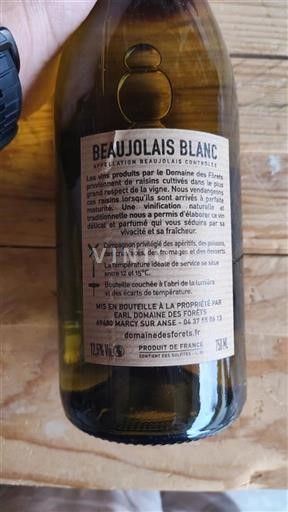 BEAUJOLAIS BLANC
APPELLATION BEAUJOLAIS CONTRÔLÉE
Les vins produits par le Domaine des Fôrets
proviennent de raisins cultivés dans le plus
grand respect de la vigne. Nous vendangeons
cas raisins lorsqu'ils sont arrivés à parfaite
maturité. Une vinification naturelle et
traditionnelle nous a permis d'élaborer ce vin
délicat et parfumé qui vous séduira par sa
vivacité et sa fraîcheur.
Compagnon privilégié des apéritifs, des poissons,
des fromages et des desserts.
La température idéale de service se situe
entre 12 et 15°C.
Bouteille couchée à l'abri de la lumière
et des écarts de température.
MIS EN BOUTEILLE À LA PROPRIÉTÉ PAR
EARL DOMAINE DES FORÊTS
69480 MARCY SUR ANSE - 04 37 55 06 13
domainedesforets.fr
12,5% Vol. PRODUIT DE FRANCE 750 ML
CONTIENT DES SULFITES